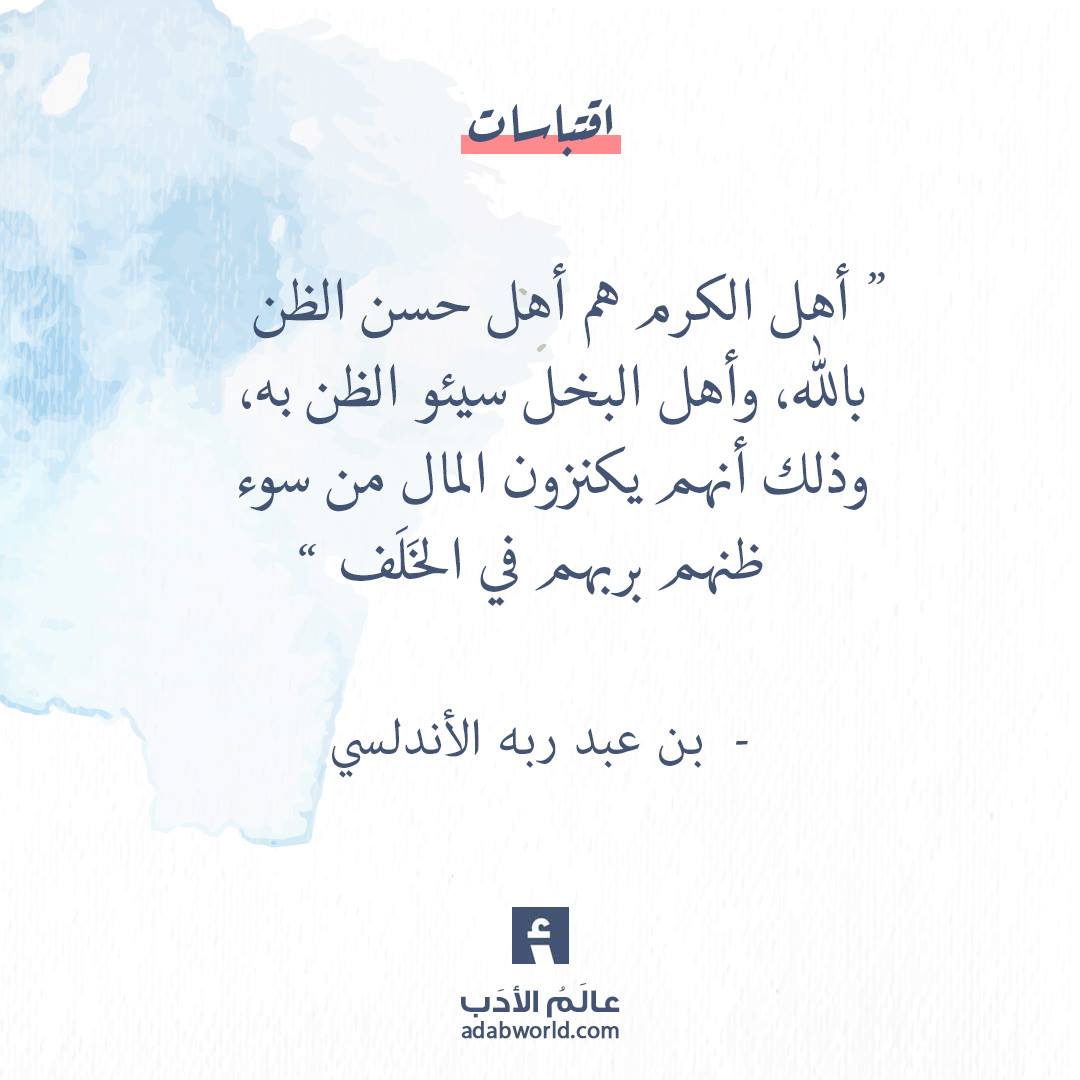 اقتباسات
” أهل الكرم هم أهل حسن الظن
بالله، وأهل البخل سيئو الظن به،
وذلك أنهم يكنزون المال من سوء
ظنهم بربهم في الخَلَف “
- بن عبد ربه الأندلسي
أ
عالَمُ الأدَب
adabworld.com